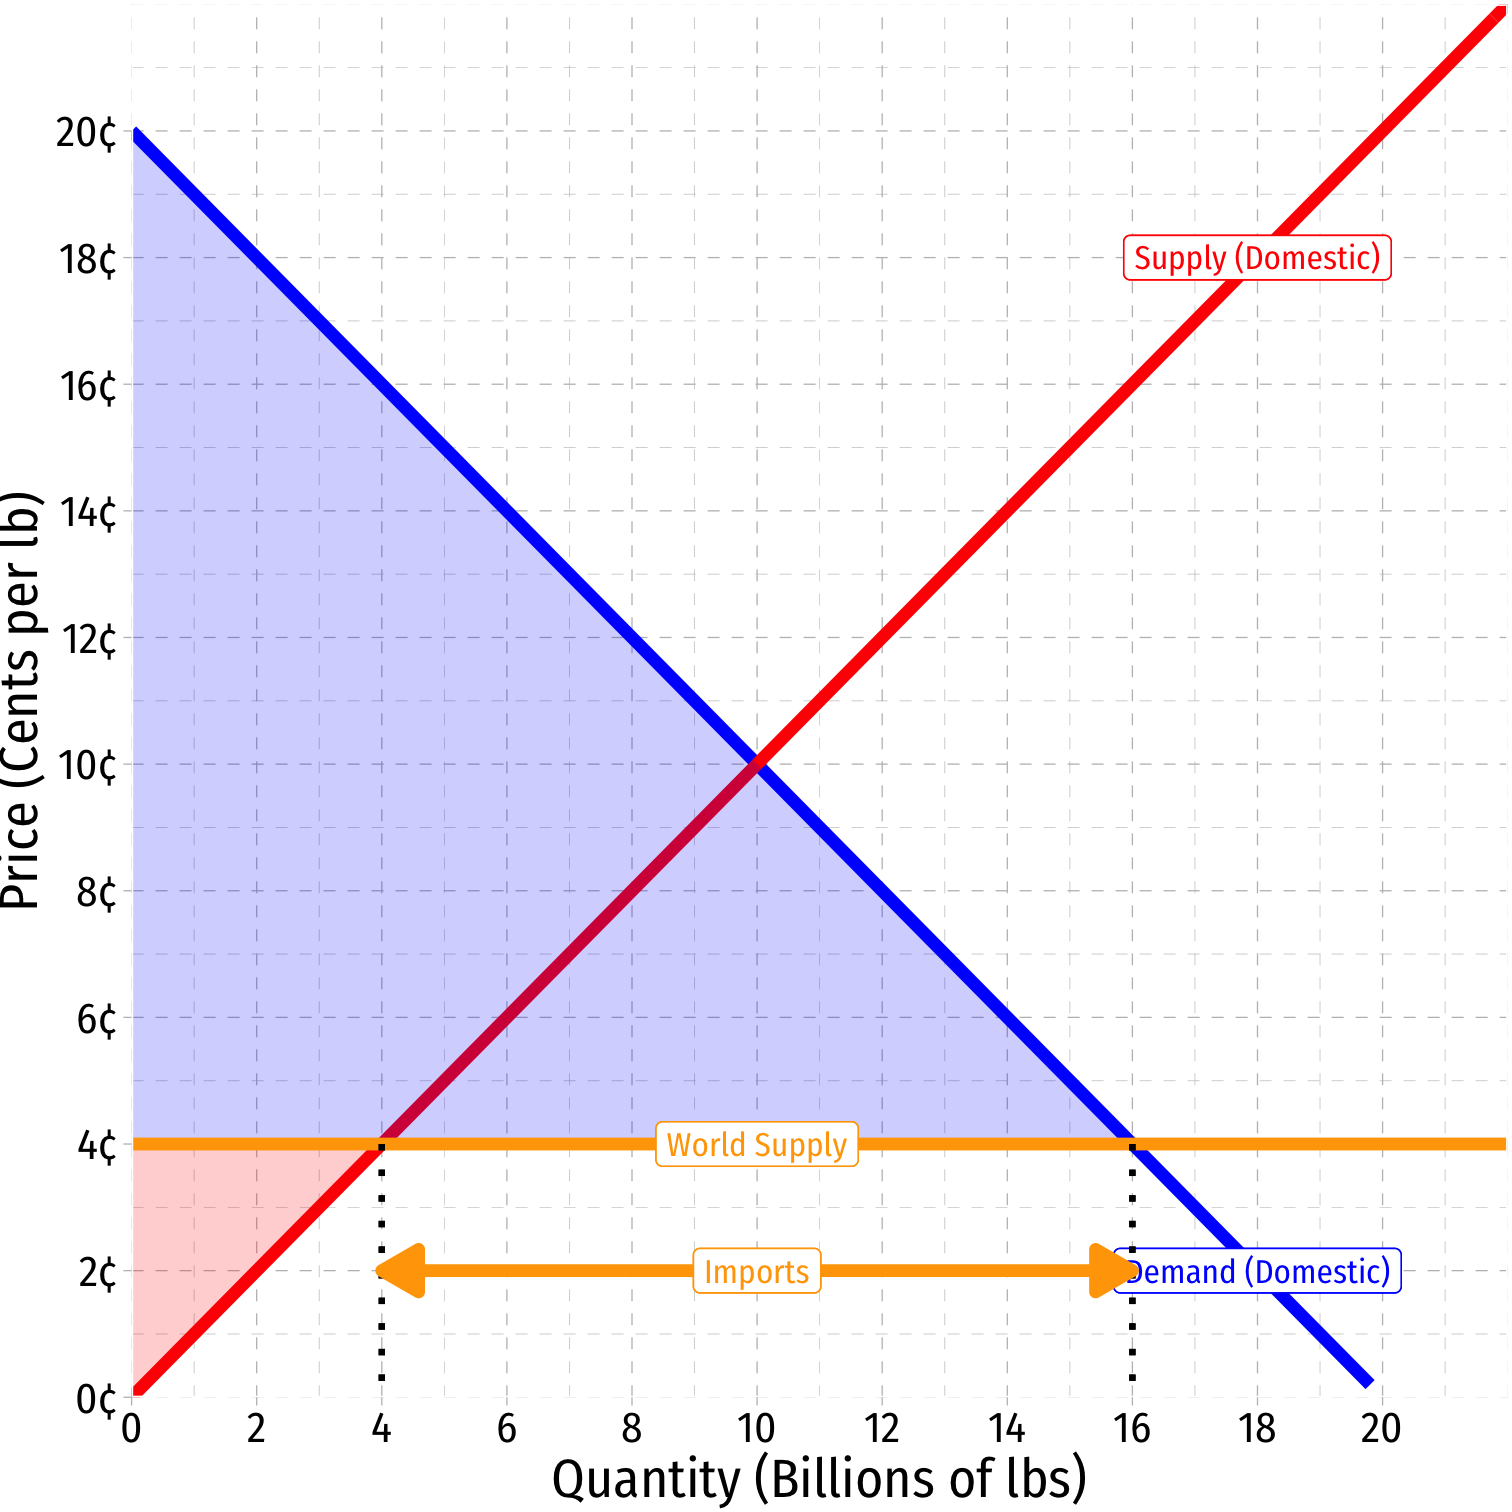 20¢
18¢
16¢
14¢
12¢
10¢
8¢
6¢
4¢
2¢
0¢
Price (Cents per lb)
Supply (Domestic)
World Supply
Imports
Demand (Domestic)
0 2 4 6 8 10 12 14 16 18 20
Quantity (Billions of lbs)